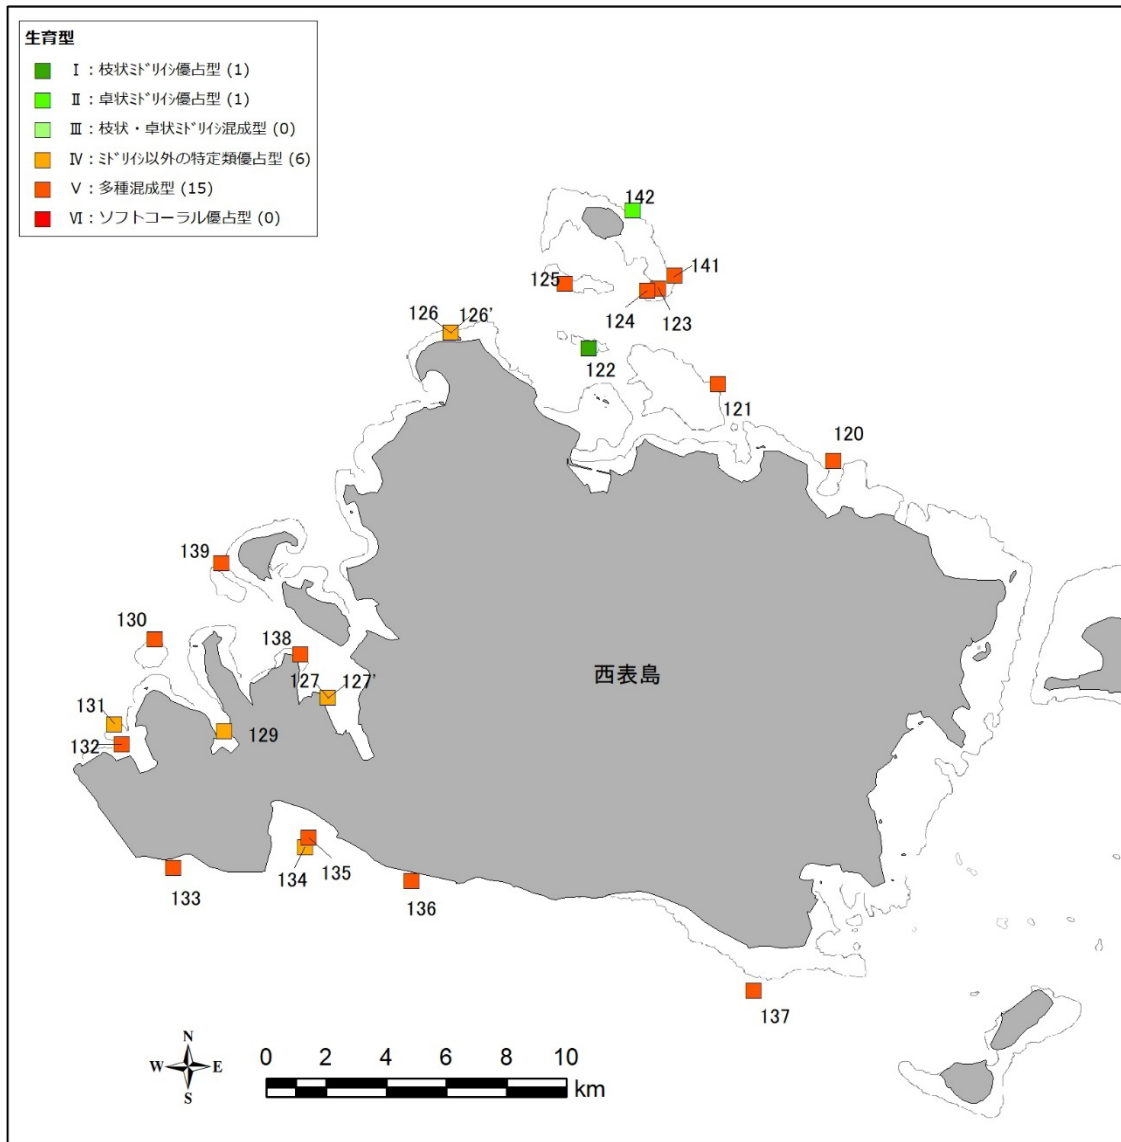 生育型
Ⅰ：枝状ﾐﾄﾞﾘｲｼ優占型 (1)
Ⅱ：卓状ﾐﾄﾞﾘｲｼ優占型 (1)
Ⅲ：枝状・卓状ﾐﾄﾞﾘｲｼ混成型 (0)
Ⅳ：ﾐﾄﾞﾘｲｼ以外の特定類優占型 (6)
Ⅴ：多種混成型 (15)
Ⅵ：ソフトコーラル優占型 (0)
142
141
125
124
123
126
126'
122
121
120
139
130
138
127
127'
西表島
131
132
129
133
134
135
136
137
N
W
E
S
0 2 4 6 8 10
km